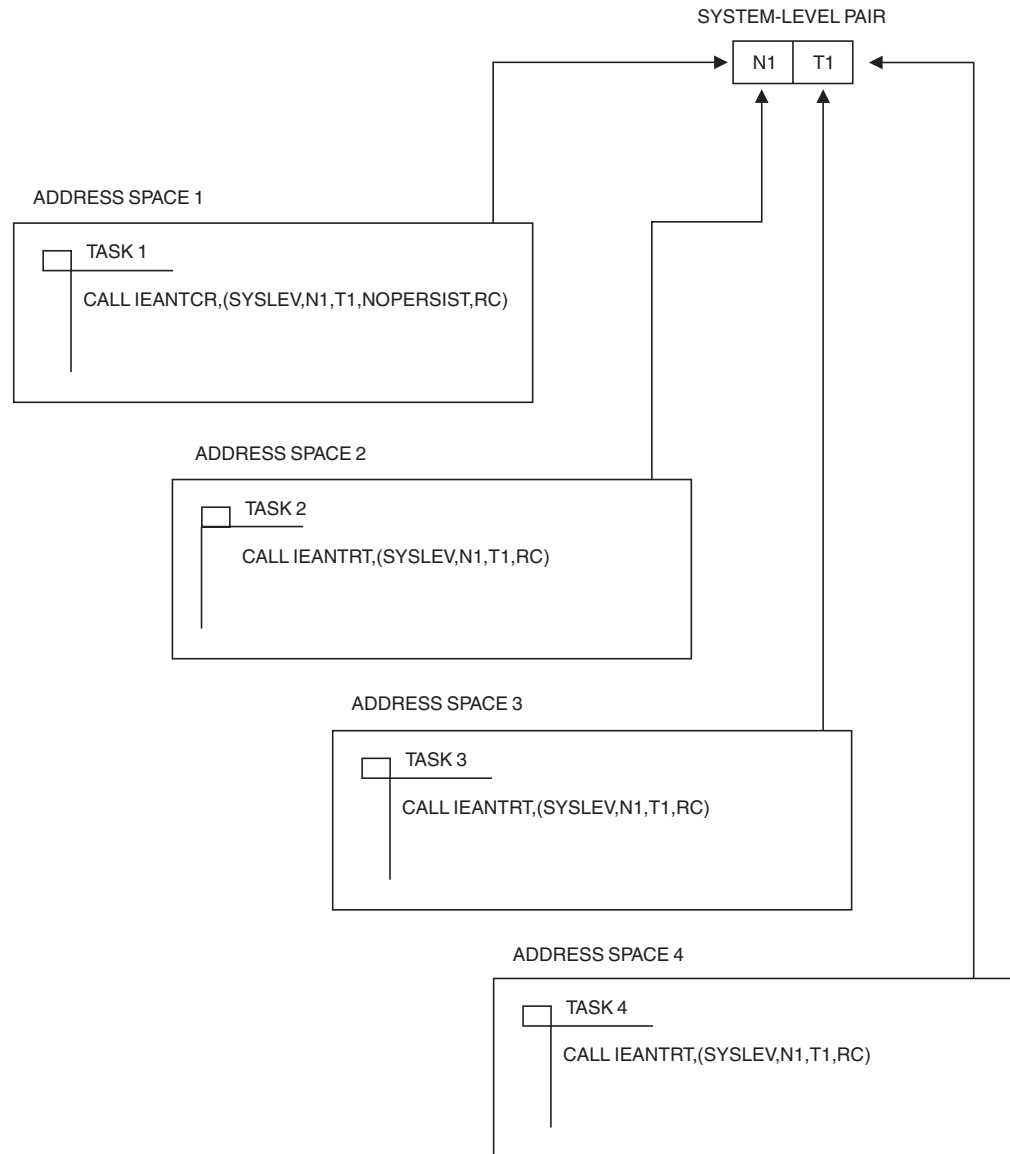 SYSTEM-LEVEL PAIR
N1 T1
ADDRESS SPACE 1
TASK 1
CALL IEANTCR,(SYSLEV,N1,T1,NOPERSIST,RC)
ADDRESS SPACE 2
TASK 2
CALL IEANTRT,(SYSLEV,N1,T1,RC)
ADDRESS SPACE 3
TASK 3
CALL IEANTRT,(SYSLEV,N1,T1,RC)
ADDRESS SPACE 4
TASK 4
CALL IEANTRT,(SYSLEV,N1,T1,RC)